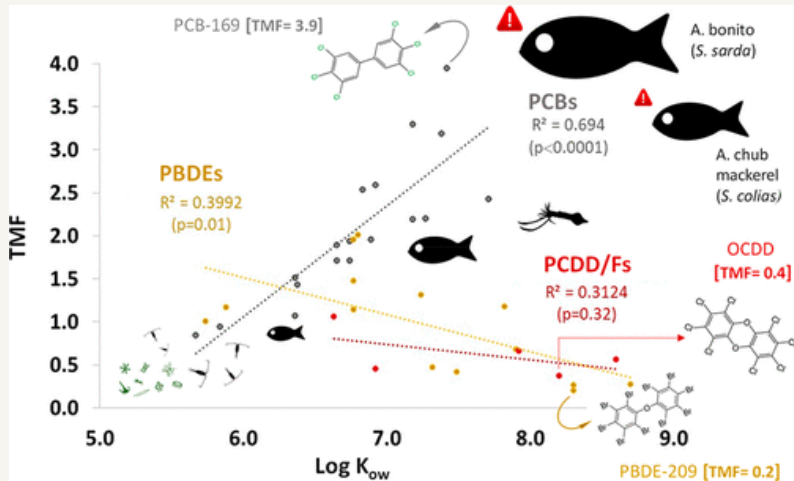 PCB-169 [TMF= 3.9]
A. bonito
(S. sarda)
PCBs
R² = 0.694
(p<0.0001)
A. chub
mackerel
(S. colias)
PBDEs
R² = 0.3992
(p=0.01)
PCDD/Fs
R² = 0.3124
(p=0.32)
OCDD
[TMF= 0.4]
TMF
4.0
3.5
3.0
2.5
2.0
1.5
1.0
0.5
0.0
5.0 6.0 7.0 8.0 9.0
Log Kow
PBDE-209 [TMF= 0.2]